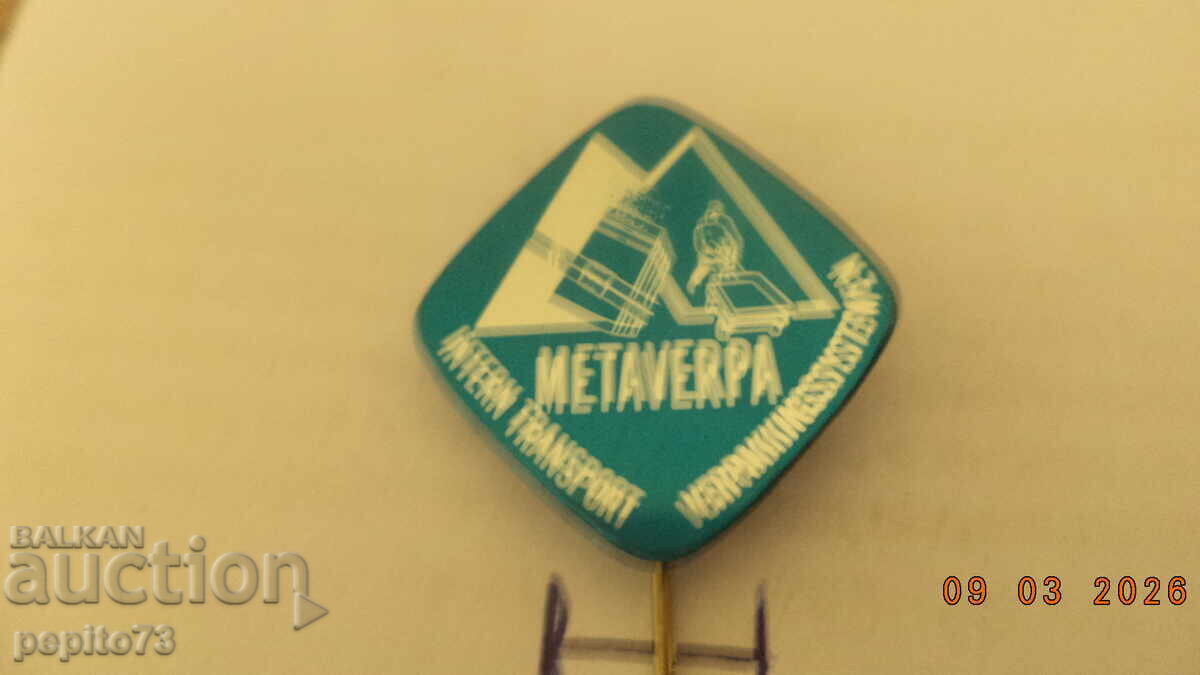 METAVERPA
INTERN TRANSPORT
VERPAKKINGSSYSTEMEN
BALKAN
auction
pepito73
09 03 2026